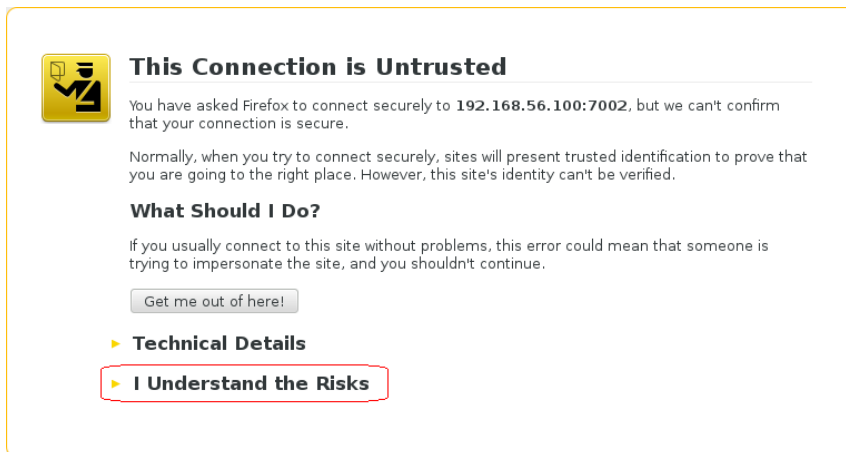 This Connection is Untrusted
You have asked Firefox to connect securely to 192.168.56.100:7002, but we can't confirm
that your connection is secure.
Normally, when you try to connect securely, sites will present trusted identification to prove that
you are going to the right place. However, this site's identity can't be verified.
What Should I Do?
If you usually connect to this site without problems, this error could mean that someone is
trying to impersonate the site, and you shouldn't continue.
Get me out of here!
Technical Details
I Understand the Risks